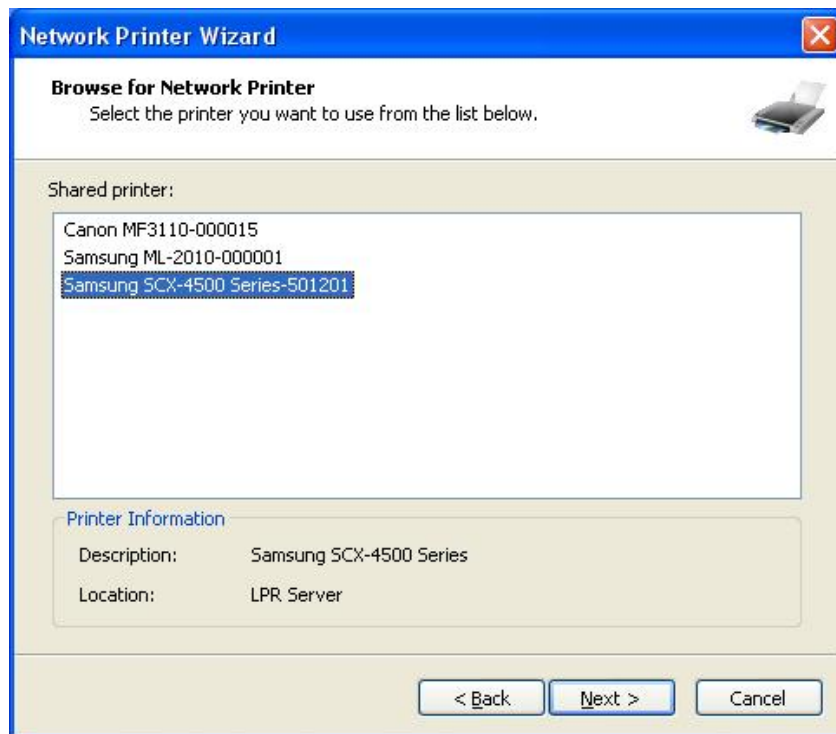 Network Printer Wizard
Browse for Network Printer
Select the printer you want to use from the list below.
Shared printer:
Canon MF3110-000015
Samsung ML-2010-000001
Samsung SCX-4500 Series-501201
Printer Information
Description: Samsung SCX-4500 Series
Location: LPR Server
< Back Next > Cancel